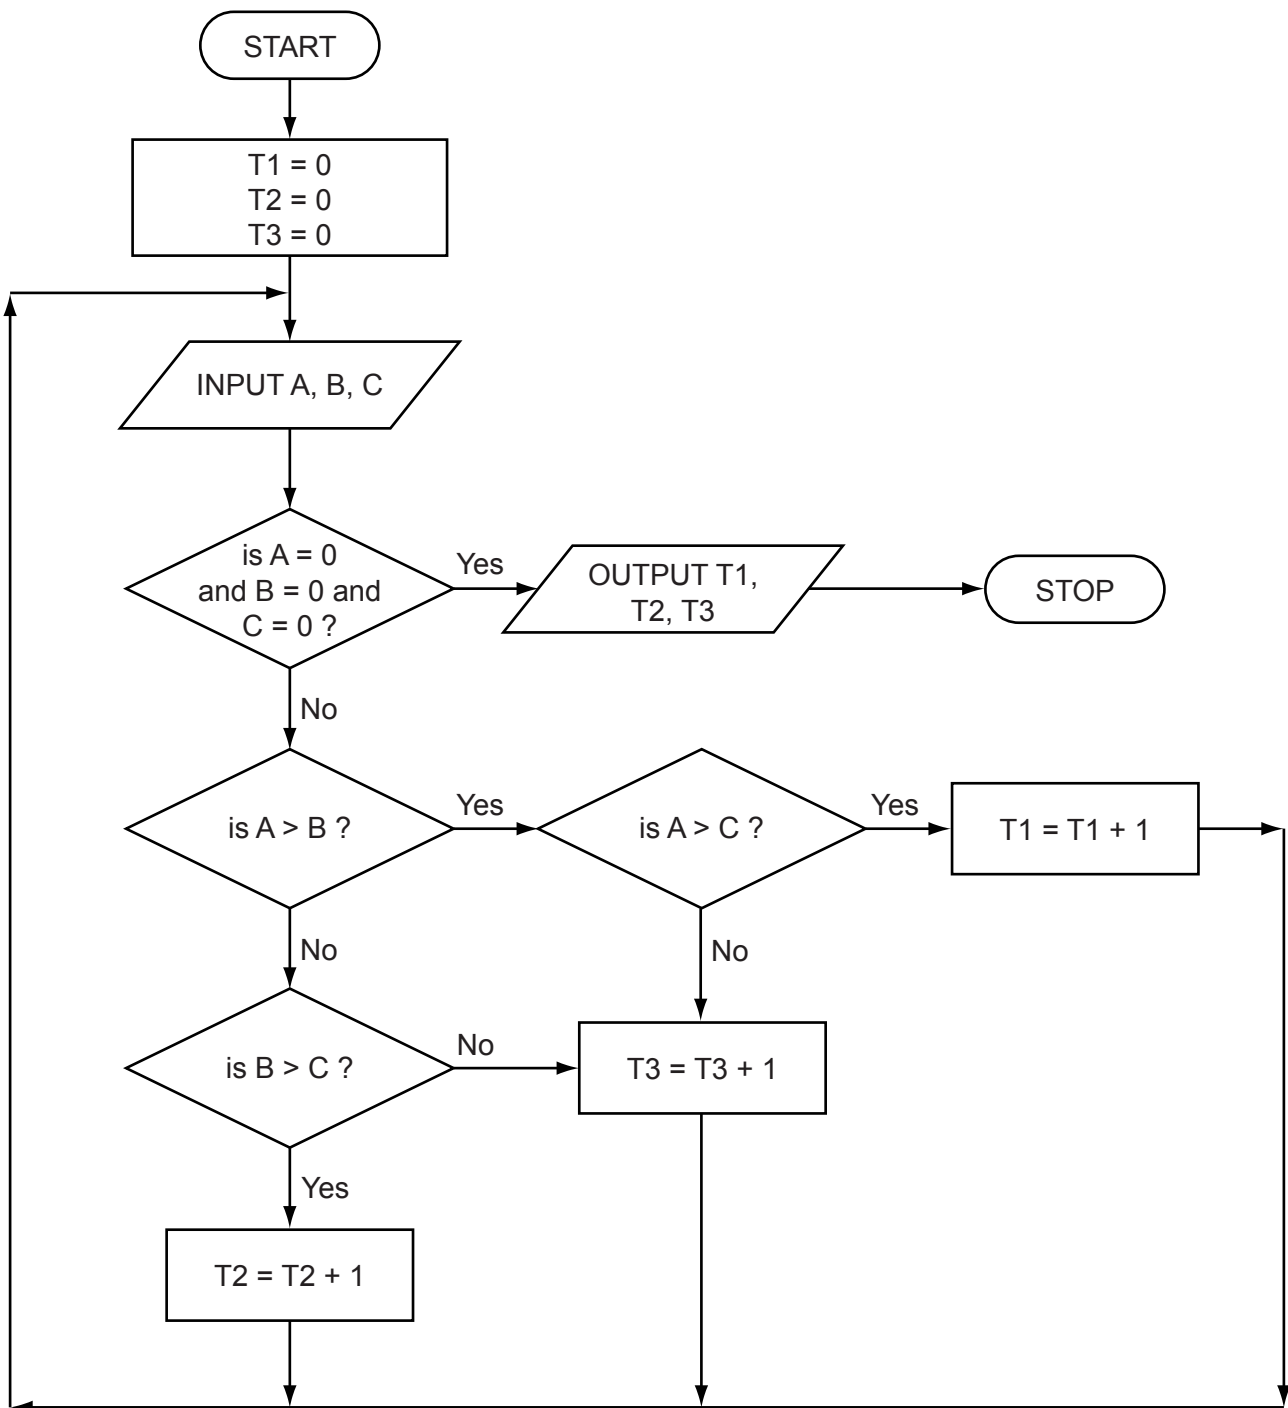 START
T1 = 0
T2 = 0
T3 = 0
INPUT A, B, C
is A = 0
and B = 0 and
C = 0 ?
Yes
OUTPUT T1,
T2, T3
STOP
No
is A > B ?
Yes
is A > C ?
Yes
T1 = T1 + 1
No
No
is B > C ?
No
T3 = T3 + 1
Yes
T2 = T2 + 1